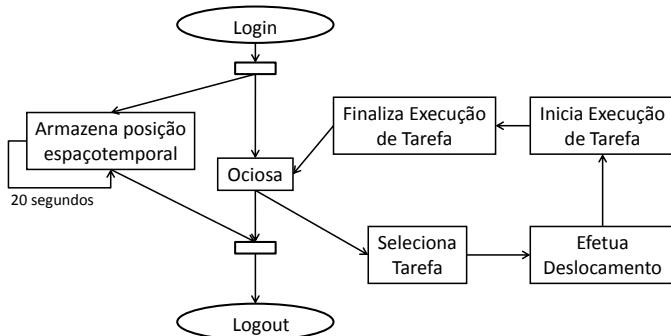 Login
Armazena posição
espaçotemporal
20 segundos
Finaliza Execução
de Tarefa
Inicia Execução
de Tarefa
Ociosa
Seleciona
Tarefa
Efetua
Deslocamento
Logout